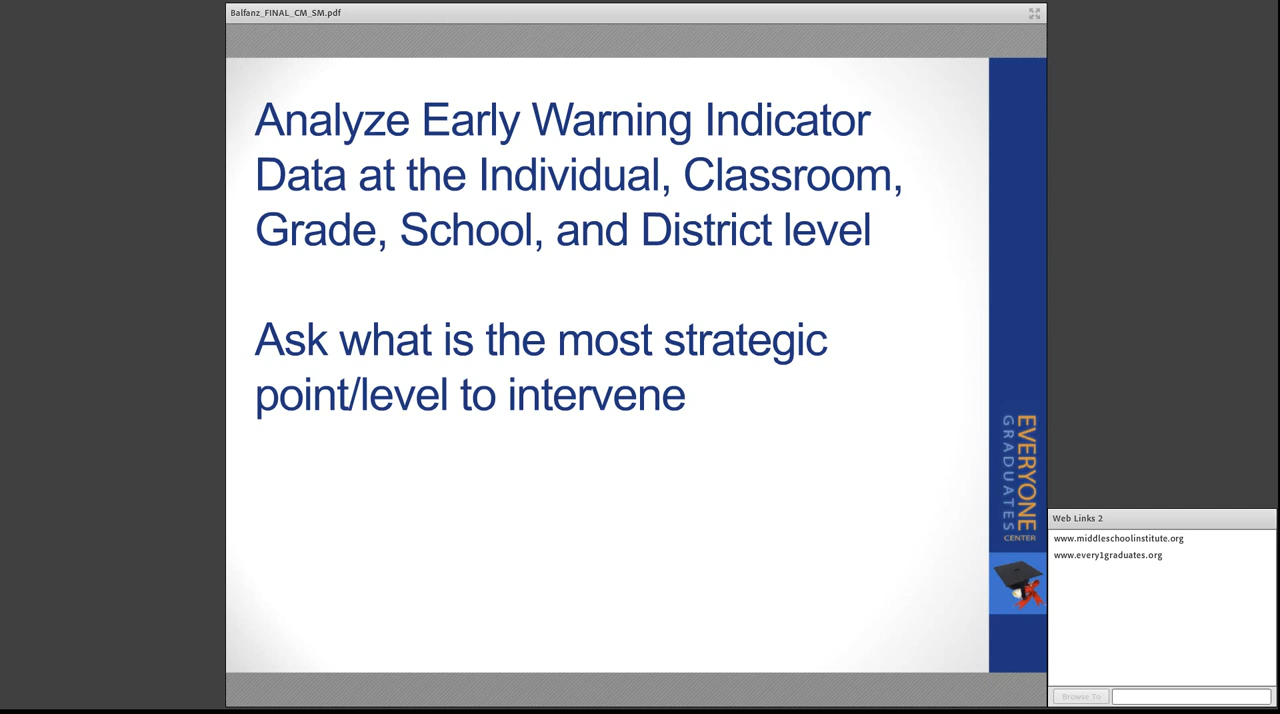 Balfanz_FINAL_CM_SM.pdf
Analyze Early Warning Indicator
Data at the Individual, Classroom,
Grade, School, and District level
Ask what is the most strategic
point/level to intervene
EVERYONE
GRADUATES
CENTER
Web Links 2
www.middleschoolinstitute.org
www.every1graduates.org
Browse To